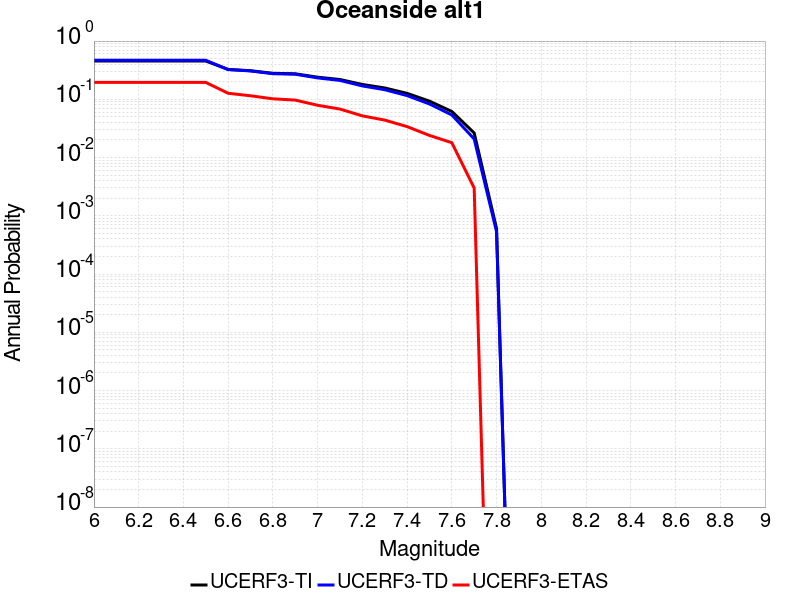 Oceanside alt1
10^0
10^-1
10^-2
10^-3
10^-4
10^-5
10^-6
10^-7
10^-8
Annual Probability
6 6.2 6.4 6.6 6.8 7 7.2 7.4 7.6 7.8 8 8.2 8.4 8.6 8.8 9
Magnitude
UCERF3-TI UCERF3-TD UCERF3-ETAS